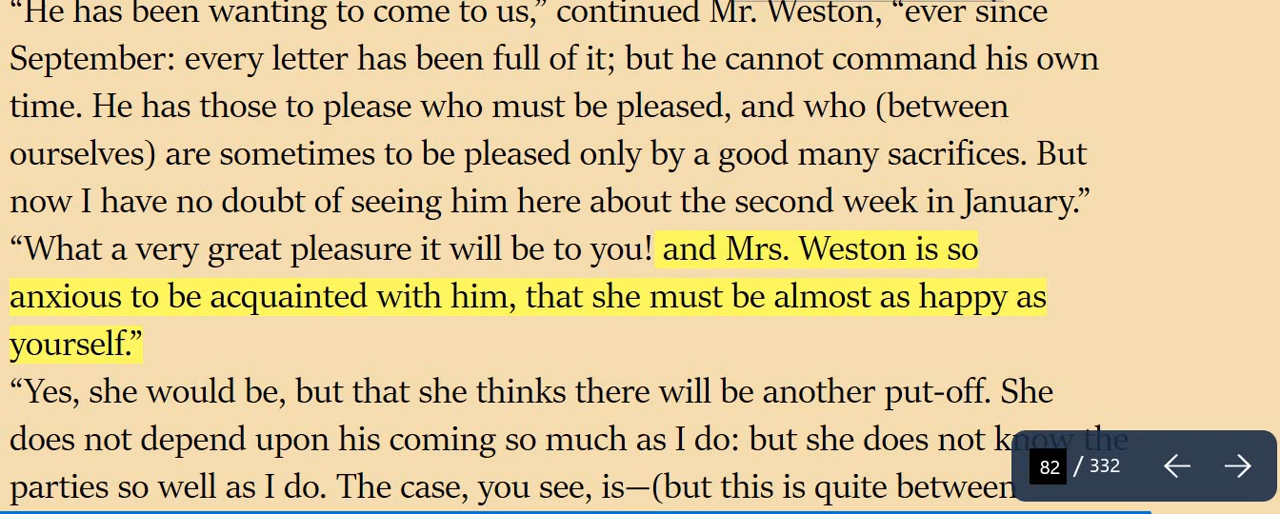 “He has been wanting to come to us,” continued Mr. Weston, “ever since
September: every letter has been full of it; but he cannot command his own
time. He has those to please who must be pleased, and who (between
ourselves) are sometimes to be pleased only by a good many sacrifices. But
now I have no doubt of seeing him here about the second week in January.”
“What a very great pleasure it will be to you! and Mrs. Weston is so
anxious to be acquainted with him, that she must be almost as happy as
yourself.”
“Yes, she would be, but that she thinks there will be another put-off. She
does not depend upon his coming so much as I do: but she does not know the
parties so well as I do. The case, you see, is—(but this is quite between
82 / 332